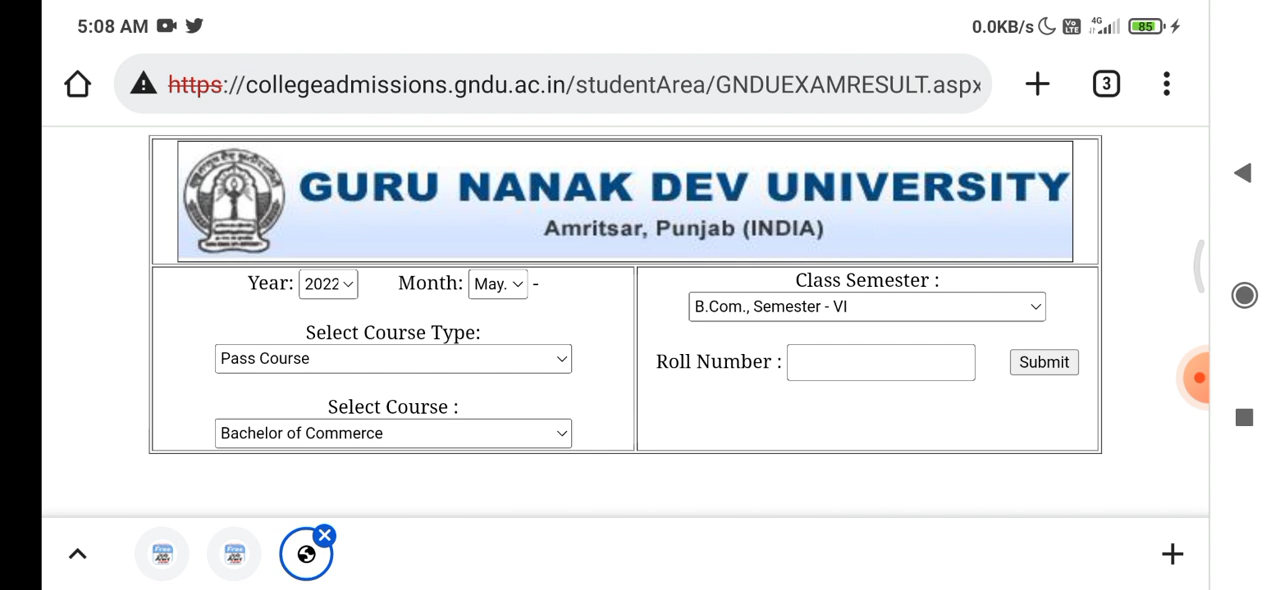 5:08 AM
0.0KB/s Vo LTE 4G 85
https://collegeadmissions.gndu.ac.in/studentArea/GNDUEXAMRESULT.aspx
3
GURU NANAK DEV UNIVERSITY
Amritsar, Punjab (INDIA)
Year: 2022 Month: May. -
Class Semester :
B.Com., Semester - VI
Select Course Type:
Pass Course
Roll Number : Submit
Select Course :
Bachelor of Commerce